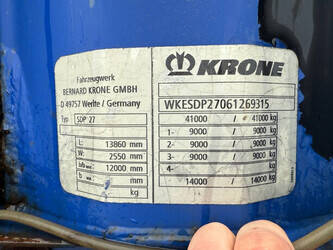 Fahrzeugwerk
BERNARD KRONE GMBH
D 49757 Werlte / Germany
Typ SDP 27
L: 13860 mm
W: 2550 mm
a/b 12000 mm
b mm
kg
KRONE
WKESDP27061269315
41000 / 41000 kg
1- 9000 / 9000 kg
2- 9000 / 9000 kg
3- 9000 / 9000 kg
4-
14000 / 14000 kg